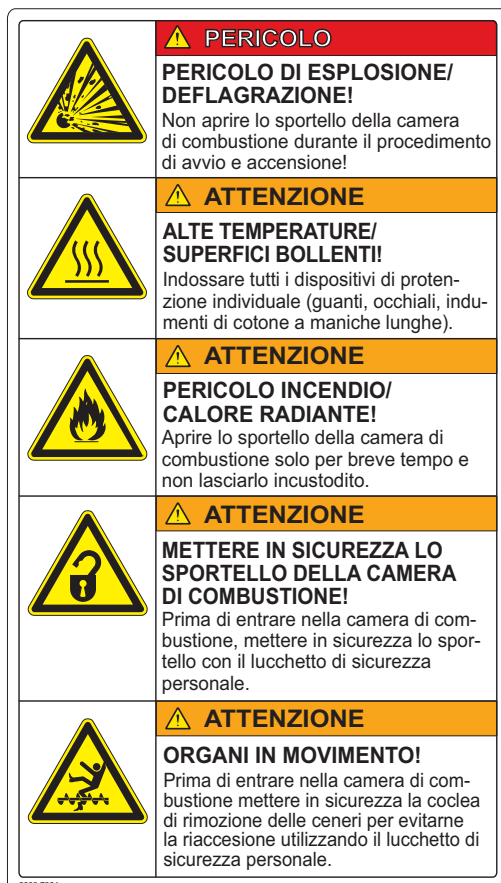 PERICOLO
PERICOLO DI ESPLOSIONE/
DEFLAGRAZIONE!
Non aprire lo sportello della camera
di combustione durante il procedimento
di avvio e accensione!
ATTENZIONE
ALTE TEMPERATURE/
SUPERFICI BOLLENTI!
Indossare tutti i dispositivi di proten-
zione individuale (guanti, occhiali, indu-
menti di cotone a maniche lunghe).
ATTENZIONE
PERICOLO INCENDIO/
CALORE RADIANTE!
Aprire lo sportello della camera di
combustione solo per breve tempo e
non lasciarlo incustodito.
ATTENZIONE
METTERE IN SICUREZZA LO
SPORTELLO DELLA CAMERA
DI COMBUSTIONE!
Prima di entrare nella camera di com-
bustione, mettere in sicurezza lo spor-
tello con il lucchetto di sicurezza
personale.
ATTENZIONE
ORGANI IN MOVIMENTO!
Prima di entrare nella camera di com-
bustione mettere in sicurezza la coclea
di rimozione delle ceneri per evitarne
la riaccesione utilizzando il lucchetto di
sicurezza personale.